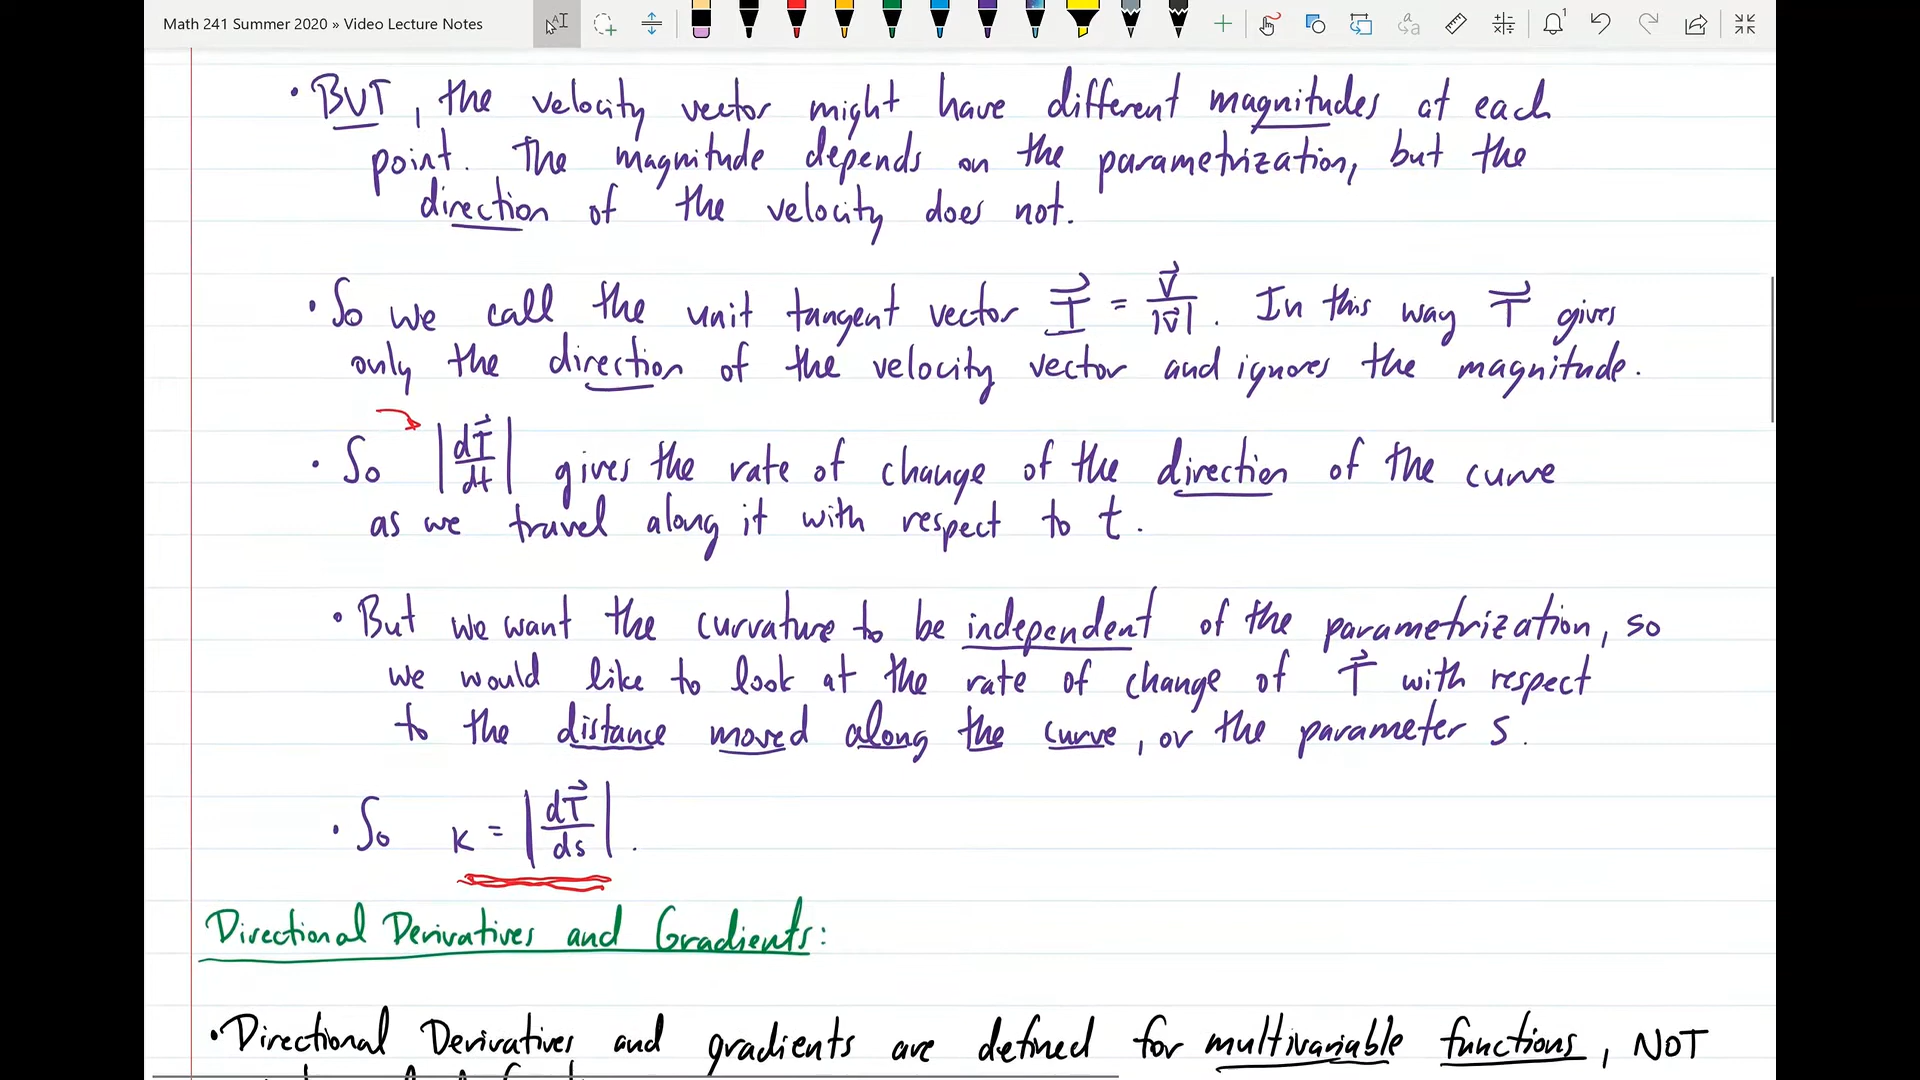 Math 241 Summer 2020 » Video Lecture Notes
• BUT, the velocity vector might have different magnitudes at each
point. The magnitude depends on the parametrization, but the
direction of the velocity does not.
• So we call the unit tangent vector T⃗ = v⃗/|v⃗|. In this way T⃗ gives
only the direction of the velocity vector and ignores the magnitude.
• So |dT⃗/dt| gives the rate of change of the direction of the curve
as we travel along it with respect to t.
• But we want the curvature to be independent of the parametrization, so
we would like to look at the rate of change of T⃗ with respect
to the distance moved along the curve, or the parameter s.
• So κ = |dT⃗/ds|.
Directional Derivatives and Gradients:
• Directional Derivatives and gradients are defined for multivariable functions, NOT